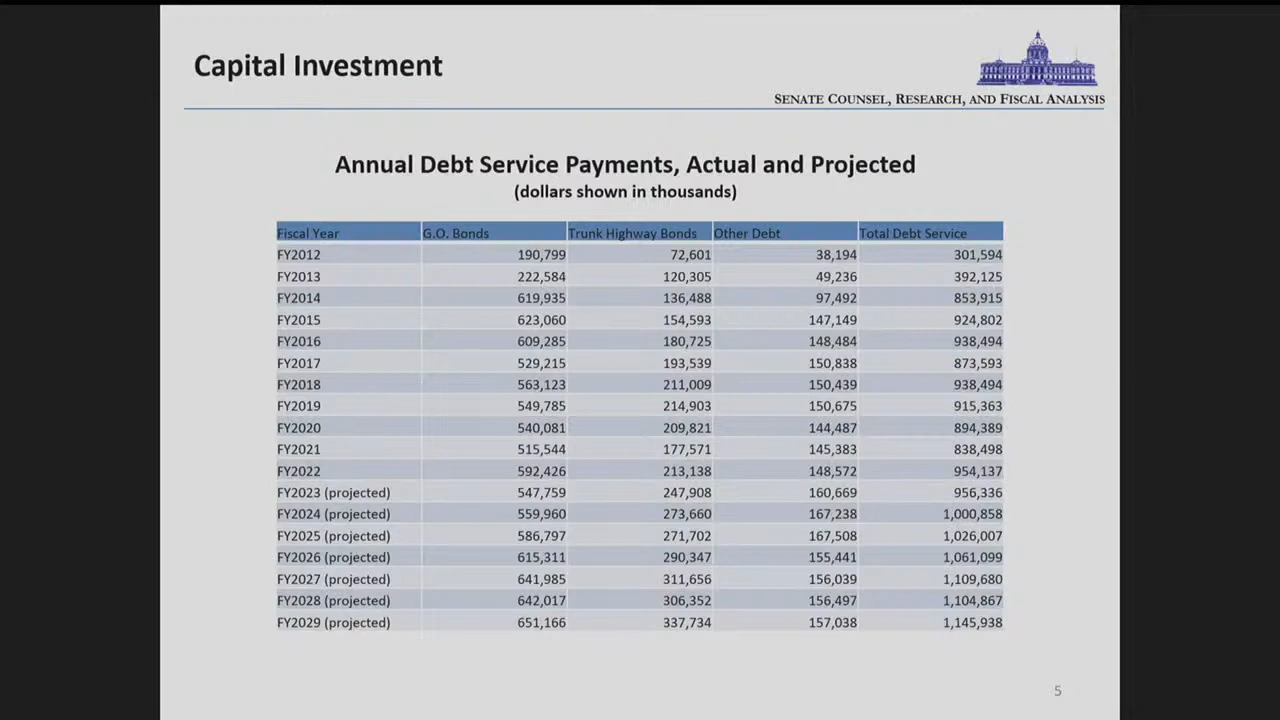 Capital Investment
SENATE COUNSEL, RESEARCH, AND FISCAL ANALYSIS
Annual Debt Service Payments, Actual and Projected
(dollars shown in thousands)
Fiscal Year G.O. Bonds Trunk Highway Bonds Other Debt Total Debt Service
FY2012 190,799 72,601 38,194 301,594
FY2013 222,584 120,305 49,236 392,125
FY2014 619,935 136,488 97,492 853,915
FY2015 623,060 154,593 147,149 924,802
FY2016 609,285 180,725 148,484 938,494
FY2017 529,215 193,539 150,838 873,593
FY2018 563,123 211,009 150,439 938,494
FY2019 549,785 214,903 150,675 915,363
FY2020 540,081 209,821 144,487 894,389
FY2021 515,544 177,571 145,383 838,498
FY2022 592,426 213,138 148,572 954,137
FY2023 (projected) 547,759 247,908 160,669 956,336
FY2024 (projected) 559,960 273,660 167,238 1,000,858
FY2025 (projected) 586,797 271,702 167,508 1,026,007
FY2026 (projected) 615,311 290,347 155,441 1,061,099
FY2027 (projected) 641,985 311,656 156,039 1,109,680
FY2028 (projected) 642,017 306,352 156,497 1,104,867
FY2029 (projected) 651,166 337,734 157,038 1,145,938
5